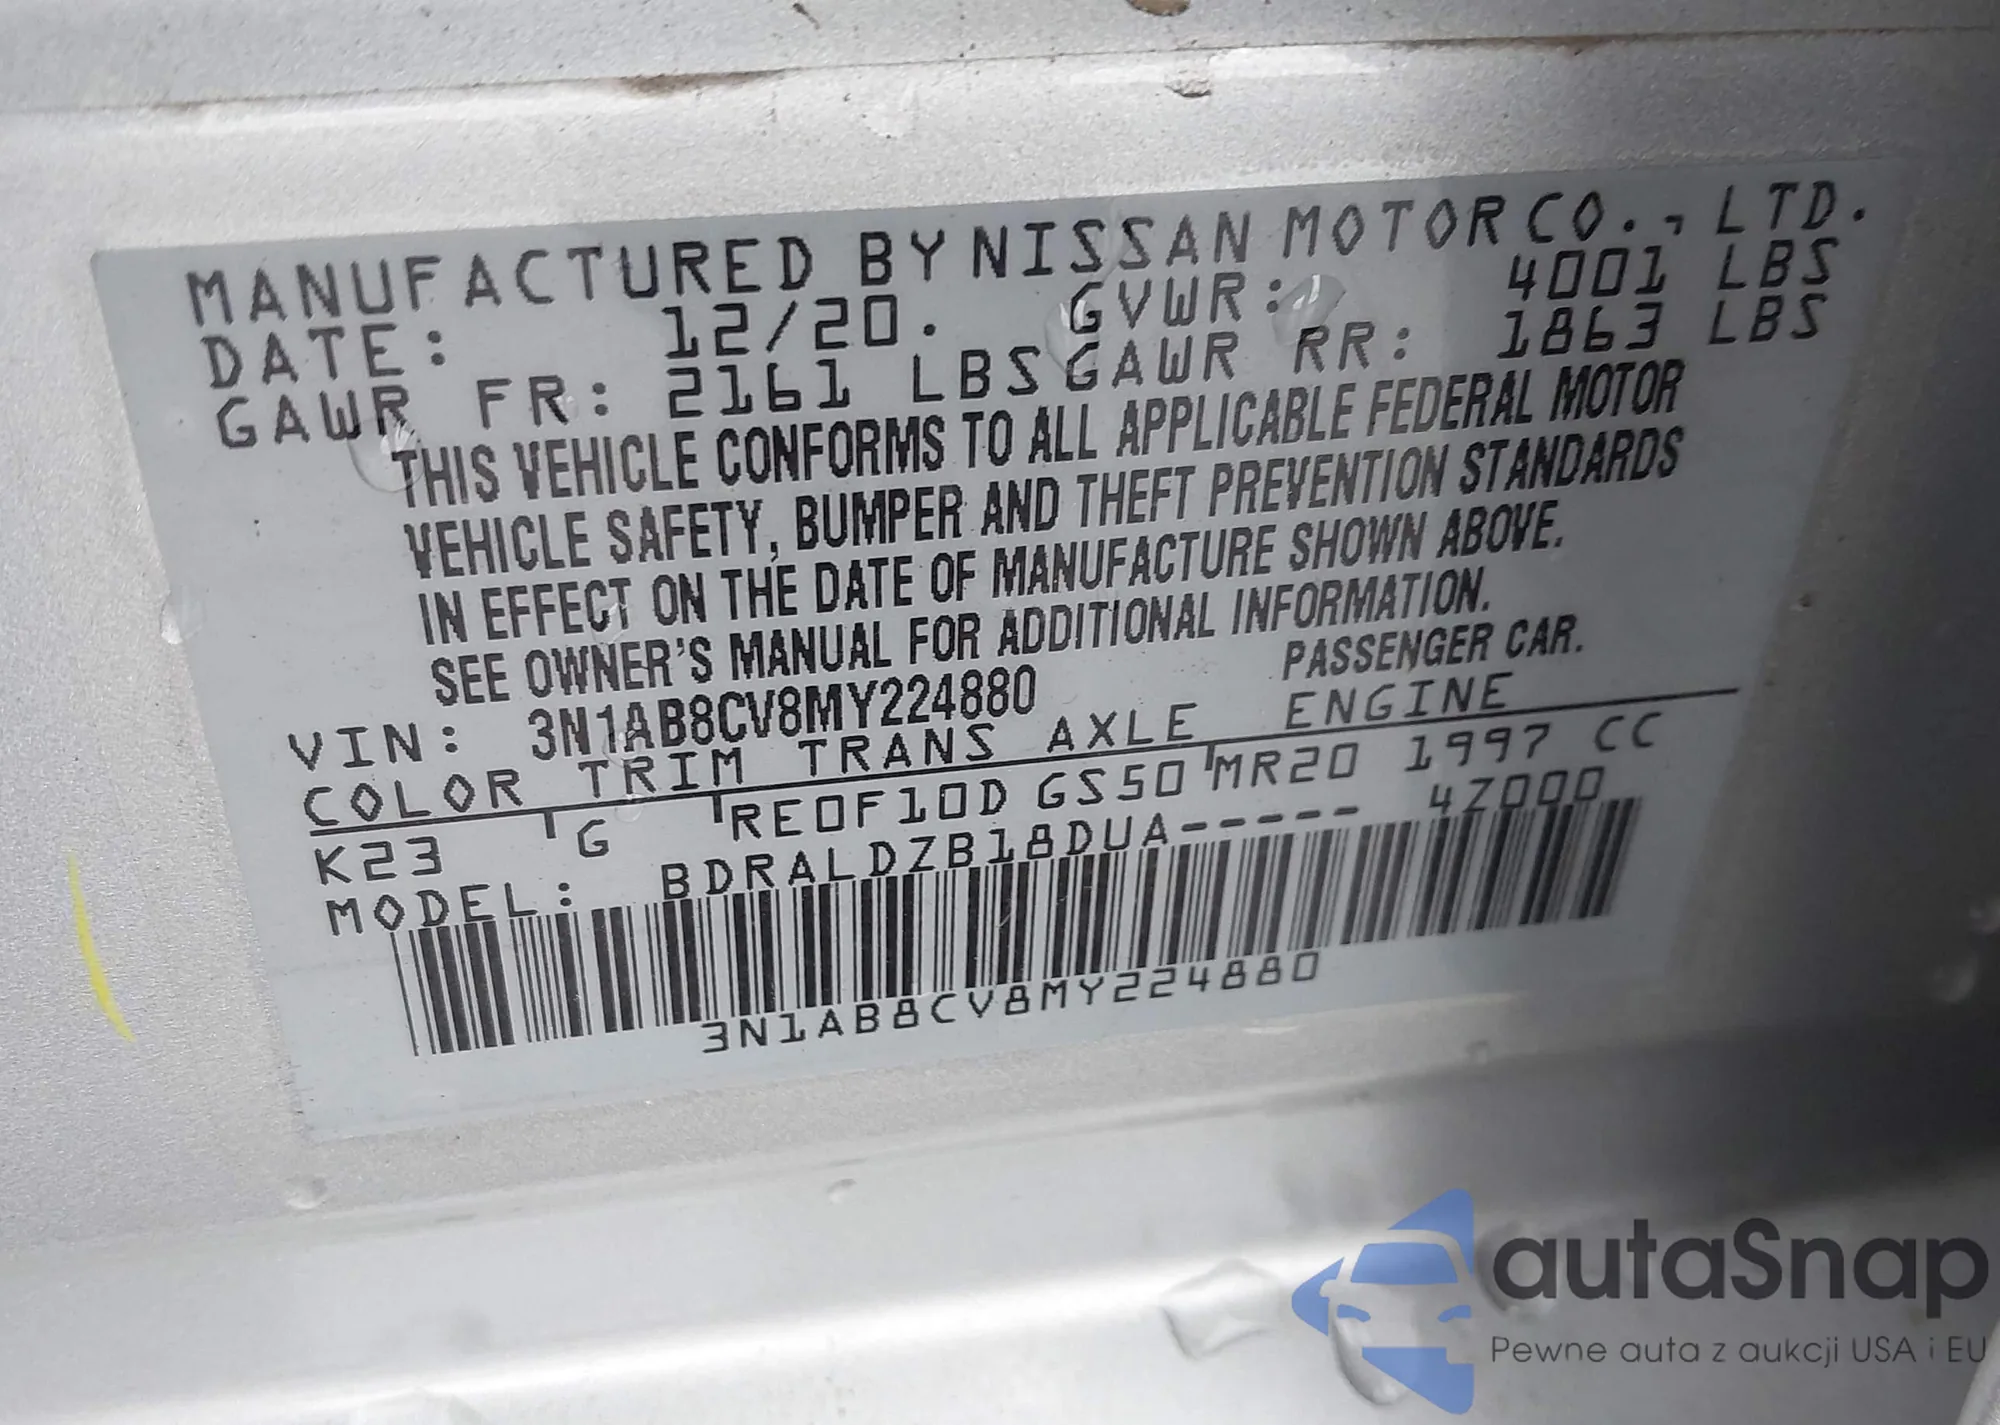 MANUFACTURED BY NISSAN MOTOR CO., LTD.
DATE: 12/20. GVWR: 4001 LBS
GAWR FR: 2161 LBS GAWR RR: 1863 LBS
THIS VEHICLE CONFORMS TO ALL APPLICABLE FEDERAL MOTOR
VEHICLE SAFETY, BUMPER AND THEFT PREVENTION STANDARDS
IN EFFECT ON THE DATE OF MANUFACTURE SHOWN ABOVE.
SEE OWNER'S MANUAL FOR ADDITIONAL INFORMATION.
VIN: 3N1AB8CV8MY224880 PASSENGER CAR.
COLOR TRIM TRANS AXLE ENGINE
K23 G RE0F10D GS50 MR20 1997 CC
MODEL: BDRALDZB18DUA----- 4Z000
3N1AB8CV8MY224880
autaSnap
Pewne auta z aukcji USA i EU